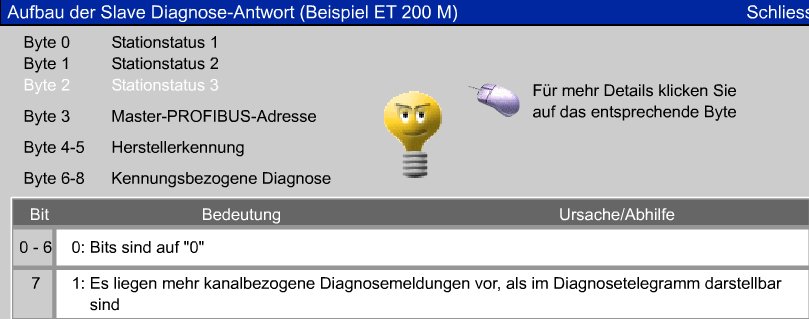 Aufbau der Slave Diagnose-Antwort (Beispiel ET 200 M) Schliess
Byte 0 Stationstatus 1
Byte 1 Stationstatus 2
Byte 2 Stationstatus 3
Byte 3 Master-PROFIBUS-Adresse
Byte 4-5 Herstellerkennung
Byte 6-8 Kennungsbezogene Diagnose
Für mehr Details klicken Sie
auf das entsprechende Byte
Bit Bedeutung Ursache/Abhilfe
0 - 6 0: Bits sind auf "0"
7 1: Es liegen mehr kanalbezogene Diagnosemeldungen vor, als im Diagnosetelegramm darstellbar
sind